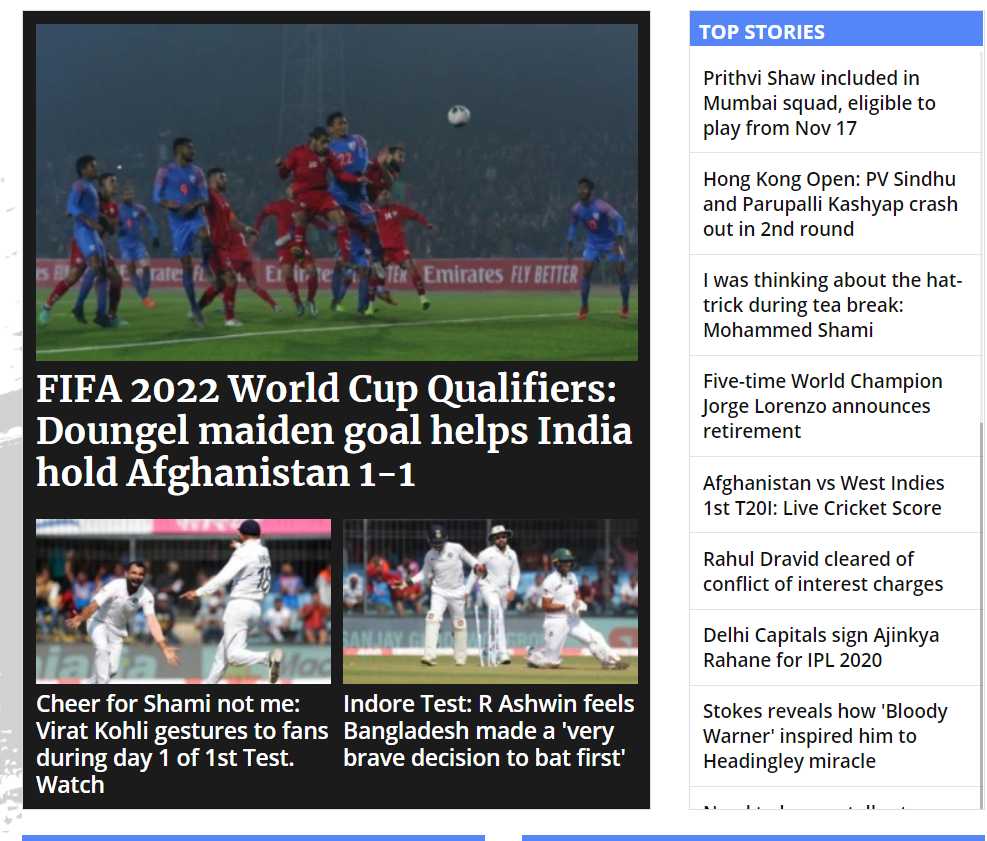 22
9
Emirates FLY BETTER
FIFA 2022 World Cup Qualifiers:
Doungel maiden goal helps India
hold Afghanistan 1-1
Cheer for Shami not me:
Virat Kohli gestures to fans
during day 1 of 1st Test.
Watch
Indore Test: R Ashwin feels
Bangladesh made a 'very
brave decision to bat first'
TOP STORIES
Prithvi Shaw included in
Mumbai squad, eligible to
play from Nov 17
Hong Kong Open: PV Sindhu
and Parupalli Kashyap crash
out in 2nd round
I was thinking about the hat-
trick during tea break:
Mohammed Shami
Five-time World Champion
Jorge Lorenzo announces
retirement
Afghanistan vs West Indies
1st T20I: Live Cricket Score
Rahul Dravid cleared of
conflict of interest charges
Delhi Capitals sign Ajinkya
Rahane for IPL 2020
Stokes reveals how 'Bloody
Warner' inspired him to
Headingley miracle